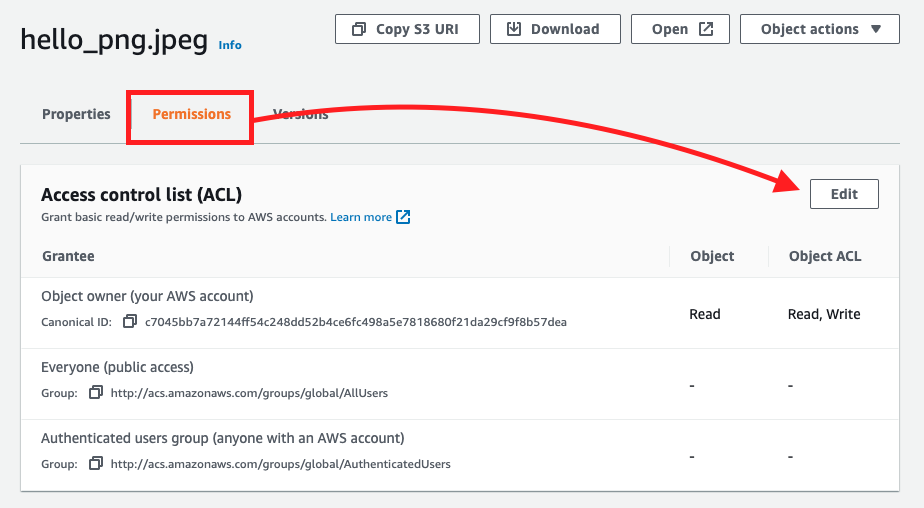 hello_png.jpeg Info
Copy S3 URI Download Open Object actions
Properties Permissions Versions
Access control list (ACL)
Edit
Grant basic read/write permissions to AWS accounts. Learn more
Grantee Object Object ACL
Object owner (your AWS account)
Canonical ID: c7045bb7a72144ff54c248dd52b4ce6fc498a5e7818680f21da29cf9f8b57dea
Read Read, Write
Everyone (public access)
Group: http://acs.amazonaws.com/groups/global/AllUsers
- -
Authenticated users group (anyone with an AWS account)
Group: http://acs.amazonaws.com/groups/global/AuthenticatedUsers
- -